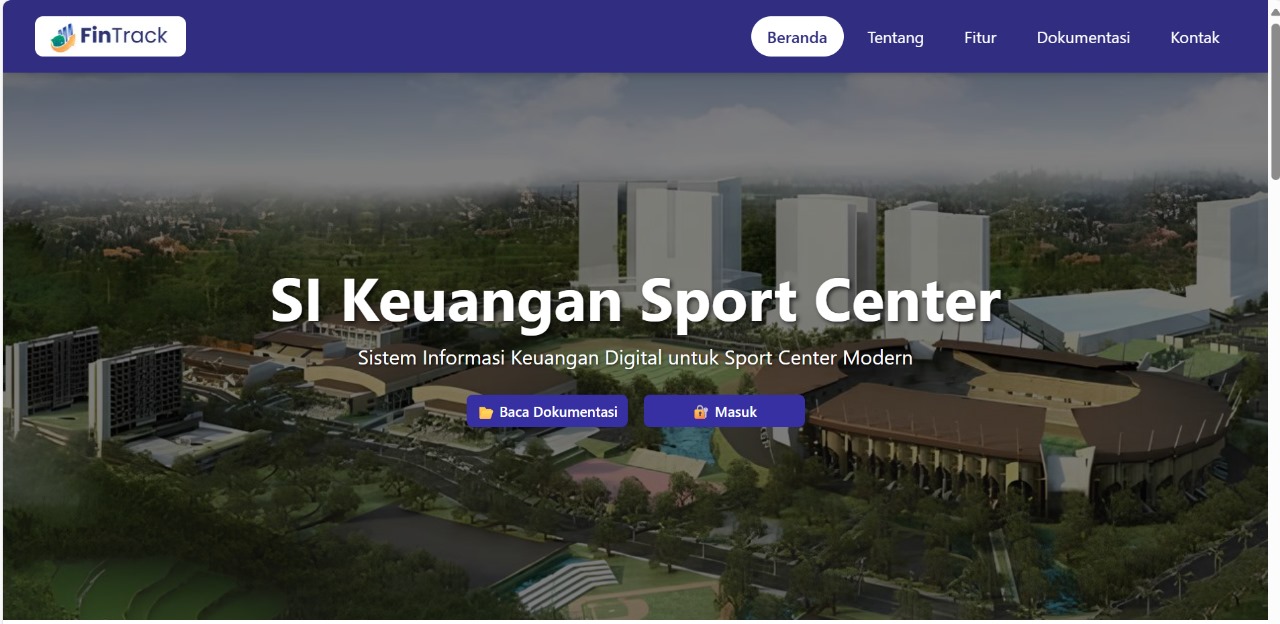 FinTrack
Beranda
Tentang
Fitur
Dokumentasi
Kontak
SI Keuangan Sport Center
Sistem Informasi Keuangan Digital untuk Sport Center Modern
Baca Dokumentasi
Masuk